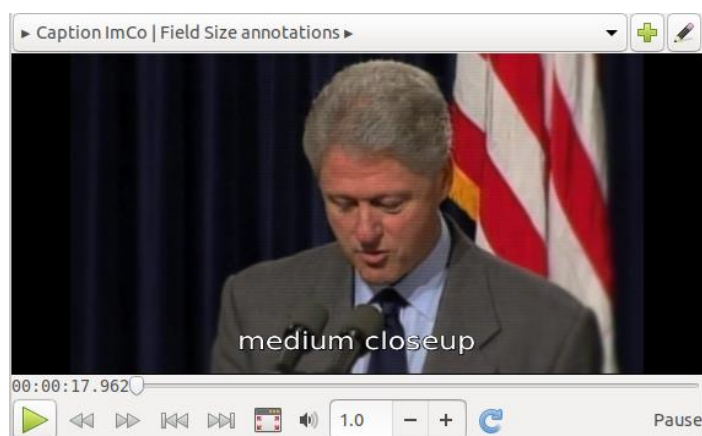 ▸ Caption ImCo | Field Size annotations ▸
medium closeup
00:00:17.962
1.0 − +
Pause